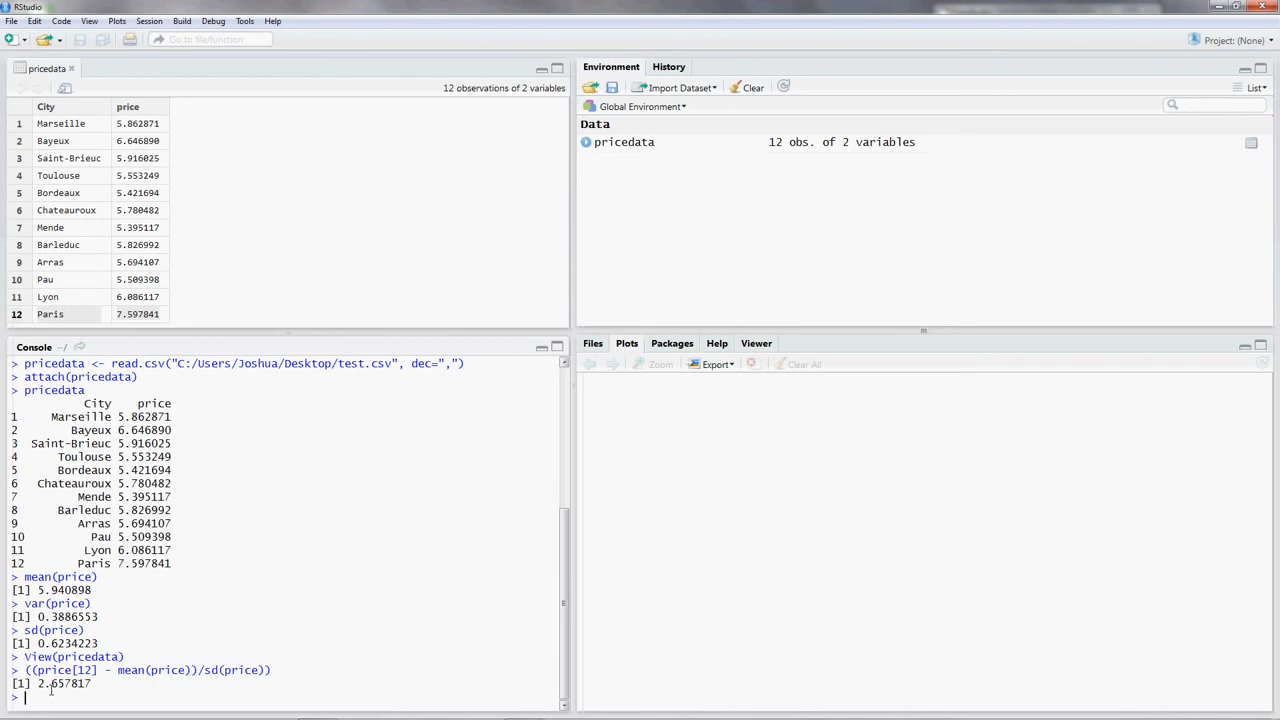 RStudio
File Edit Code View Plots Session Build Debug Tools Help
Go to file/function
Project: (None)
pricedata
12 observations of 2 variables
City price
1 Marseille 5.862871
2 Bayeux 6.646890
3 Saint-Brieuc 5.916025
4 Toulouse 5.553249
5 Bordeaux 5.421694
6 Chateauroux 5.780482
7 Mende 5.395117
8 Barleduc 5.826992
9 Arras 5.694107
10 Pau 5.509398
11 Lyon 6.086117
12 Paris 7.597841
Environment History
Import Dataset Clear List
Global Environment
Data
pricedata 12 obs. of 2 variables
Console ~/
> pricedata <- read.csv("C:/Users/Joshua/Desktop/test.csv", dec=",")
> attach(pricedata)
> pricedata
City price
1 Marseille 5.862871
2 Bayeux 6.646890
3 Saint-Brieuc 5.916025
4 Toulouse 5.553249
5 Bordeaux 5.421694
6 Chateauroux 5.780482
7 Mende 5.395117
8 Barleduc 5.826992
9 Arras 5.694107
10 Pau 5.509398
11 Lyon 6.086117
12 Paris 7.597841
> mean(price)
[1] 5.940898
> var(price)
[1] 0.3886553
> sd(price)
[1] 0.6234223
> View(pricedata)
> ((price[12] - mean(price))/sd(price))
[1] 2.657817
>
Files Plots Packages Help Viewer
Zoom Export Clear All